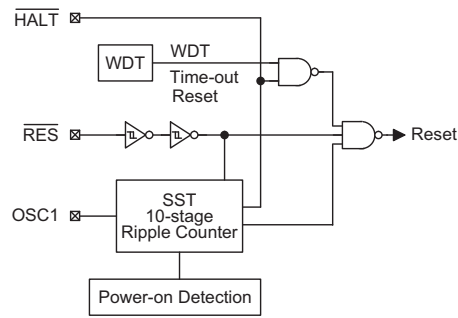 HALT
WDT
WDT
Time-out
Reset
RES
Reset
SST
10-stage
Ripple Counter
OSC1
Power-on Detection